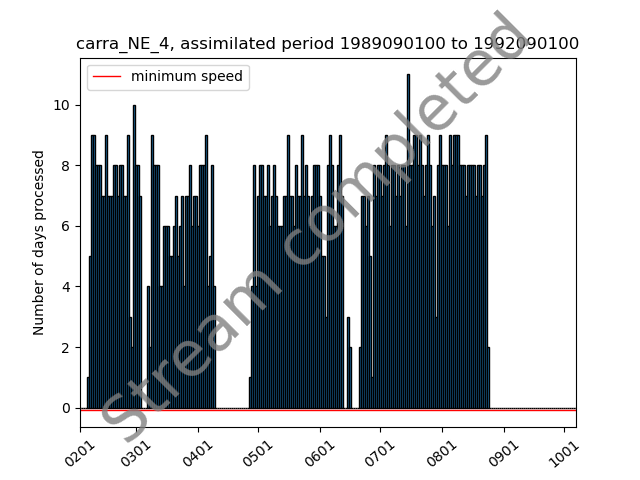 carra_NE_4, assimilated period 1989090100 to 1992090100
minimum speed
Number of days processed
10
8
6
4
2
0
0201 0301 0401 0501 0601 0701 0801 0901 1001
Stream completed